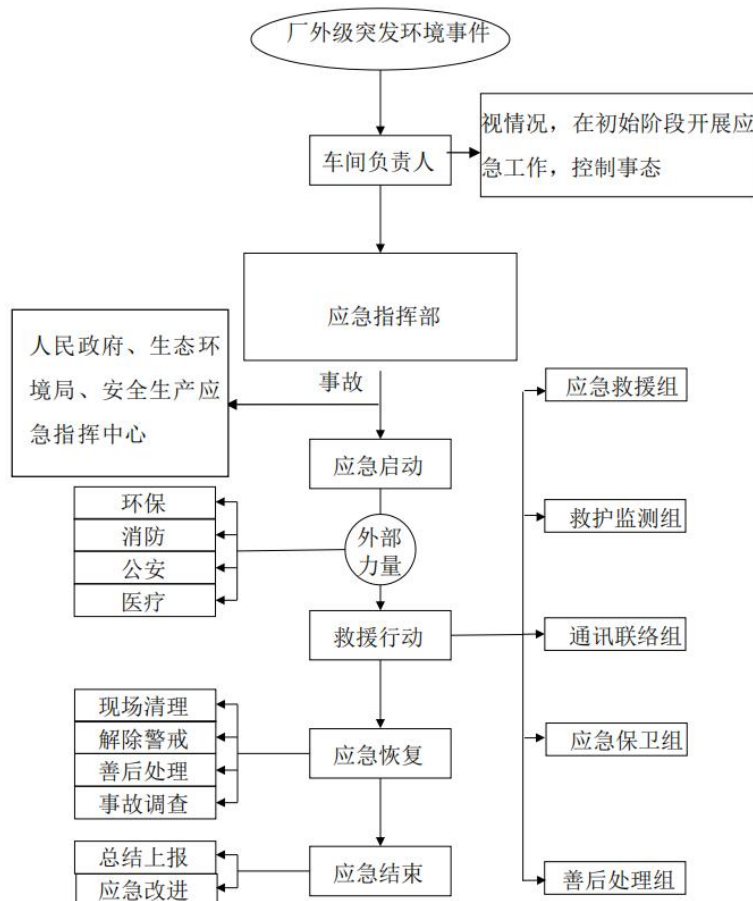 厂外级突发环境事件
视情况，在初始阶段开展应
急工作，控制事态
车间负责人
应急指挥部
人民政府、生态环
境局、安全生产应
急指挥中心
事故
应急救援组
应急启动
环保
消防
公安
医疗
外部
力量
救护监测组
救援行动
通讯联络组
现场清理
解除警戒
善后处理
事故调查
应急恢复
应急保卫组
总结上报
应急改进
应急结束
善后处理组